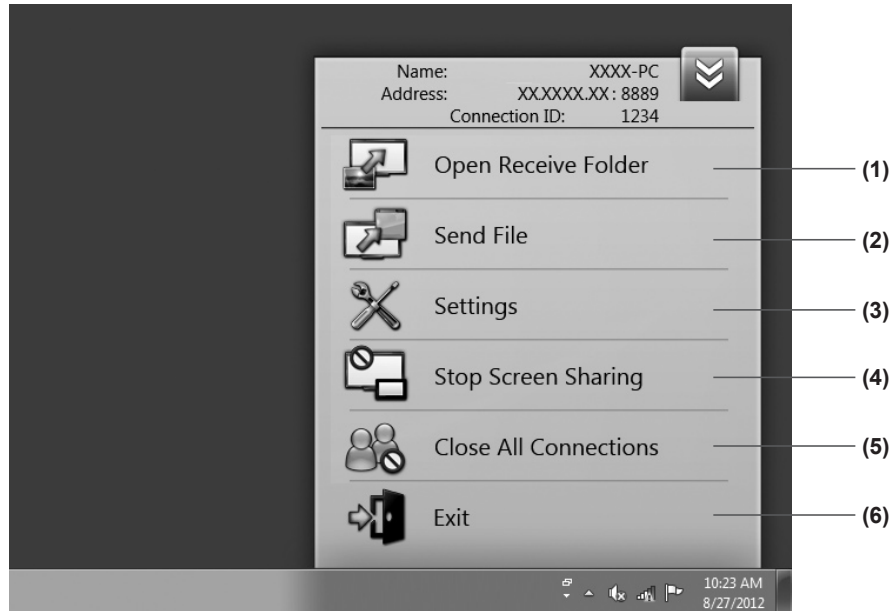 Name: XXXX-PC
Address: XX.XXXX.XX : 8889
Connection ID: 1234
Open Receive Folder (1)
Send File (2)
Settings (3)
Stop Screen Sharing (4)
Close All Connections (5)
Exit (6)
10:23 AM
8/27/2012